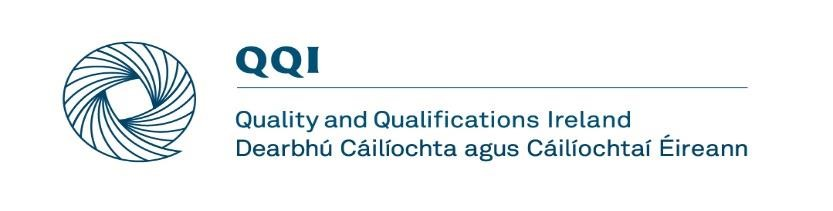 QQI
Quality and Qualifications Ireland
Dearbhú Cáilíochta agus Cáilíochtaí Éireann